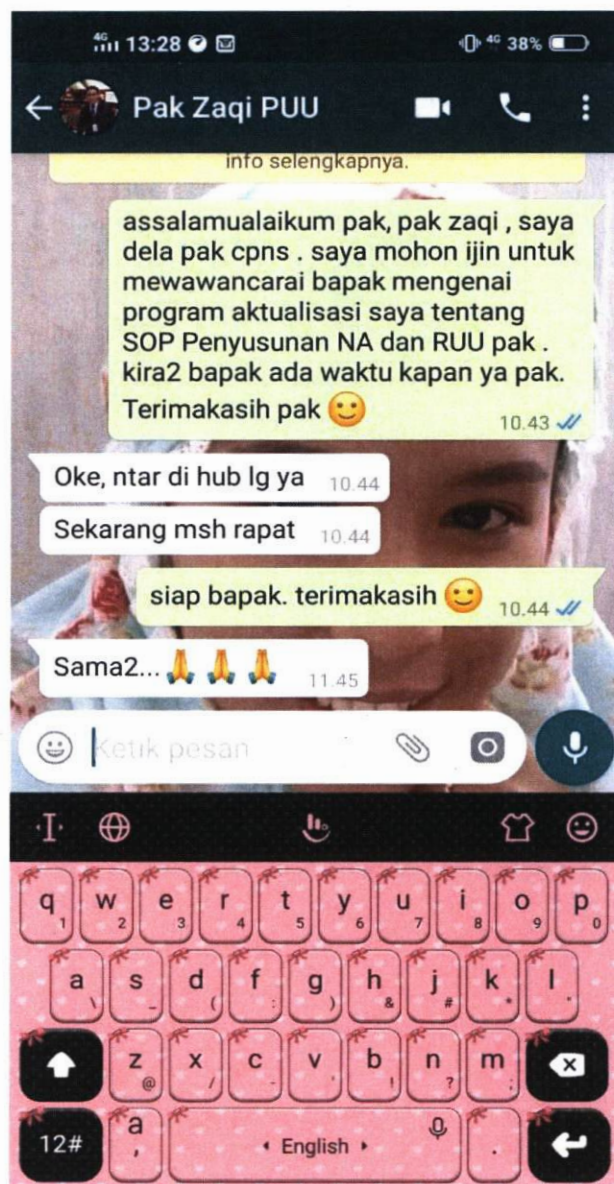 4G 13:28 4G 38%
Pak Zaqi PUU
info selengkapnya.
assalamualaikum pak, pak zaqi , saya
dela pak cpns . saya mohon ijin untuk
mewawancarai bapak mengenai
program aktualisasi saya tentang
SOP Penyusunan NA dan RUU pak .
kira2 bapak ada waktu kapan ya pak.
Terimakasih pak 🙂
10.43
Oke, ntar di hub lg ya 10.44
Sekarang msh rapat 10.44
siap bapak. terimakasih 🙂 10.44
Sama2...🙏🙏🙏 11.45
Ketik pesan
q w e r t y u i o p
1 2 3 4 5 6 7 8 9 0
a s d f g h j k l
\ _ ( : ) & # * "
z x c v b n m
@ / - ' ! ? ;
12# a , English .